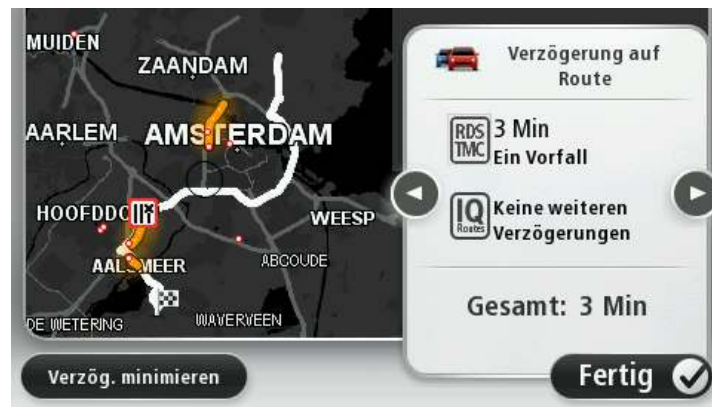 MUIDEN
ZAANDAM
AARLEM
AMSTERDAM
HOOFDDO
WEESP
AALSMEER
ABCOUDE
DE WETERING
WAVERVEEN
Verzögerung auf
Route
RDS
TMC
3 Min
Ein Vorfall
IQ
Routes
Keine weiteren
Verzögerungen
Gesamt: 3 Min
Verzög. minimieren
Fertig